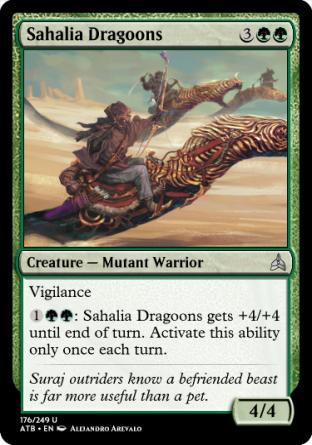 Sahalia Dragoons 3
Creature — Mutant Warrior
Vigilance
1: Sahalia Dragoons gets +4/+4
until end of turn. Activate this ability
only once each turn.
Suraj outriders know a befriended beast
is far more useful than a pet.
4/4
176/249 U
ATB • EN Alejandro Arevalo